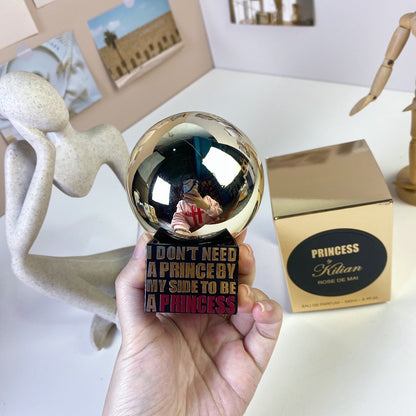 I DON'T NEED
A PRINCE BY
MY SIDE TO BE
A PRINCESS
PRINCESS
by
Kilian
ROSE DE MAI